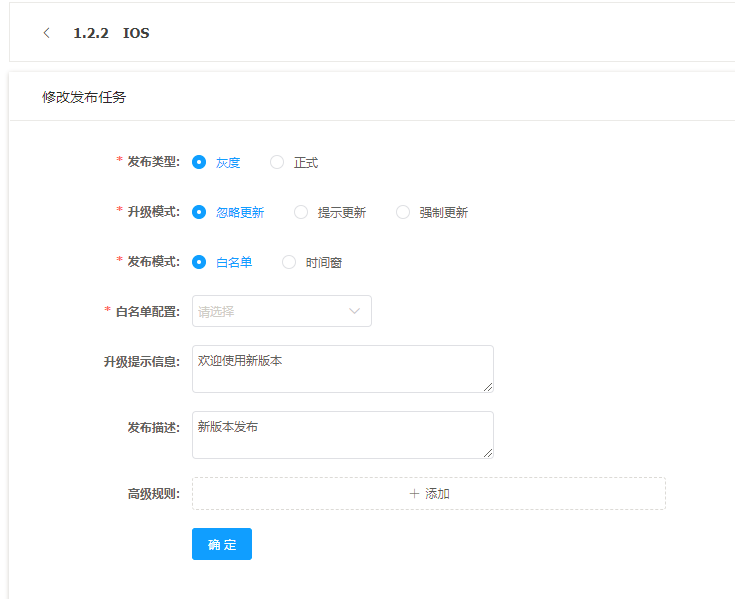 1.2.2 IOS
修改发布任务
* 发布类型: 灰度 正式
* 升级模式: 忽略更新 提示更新 强制更新
* 发布模式: 白名单 时间窗
* 白名单配置: 请选择
升级提示信息: 欢迎使用新版本
发布描述: 新版本发布
高级规则: + 添加
确 定